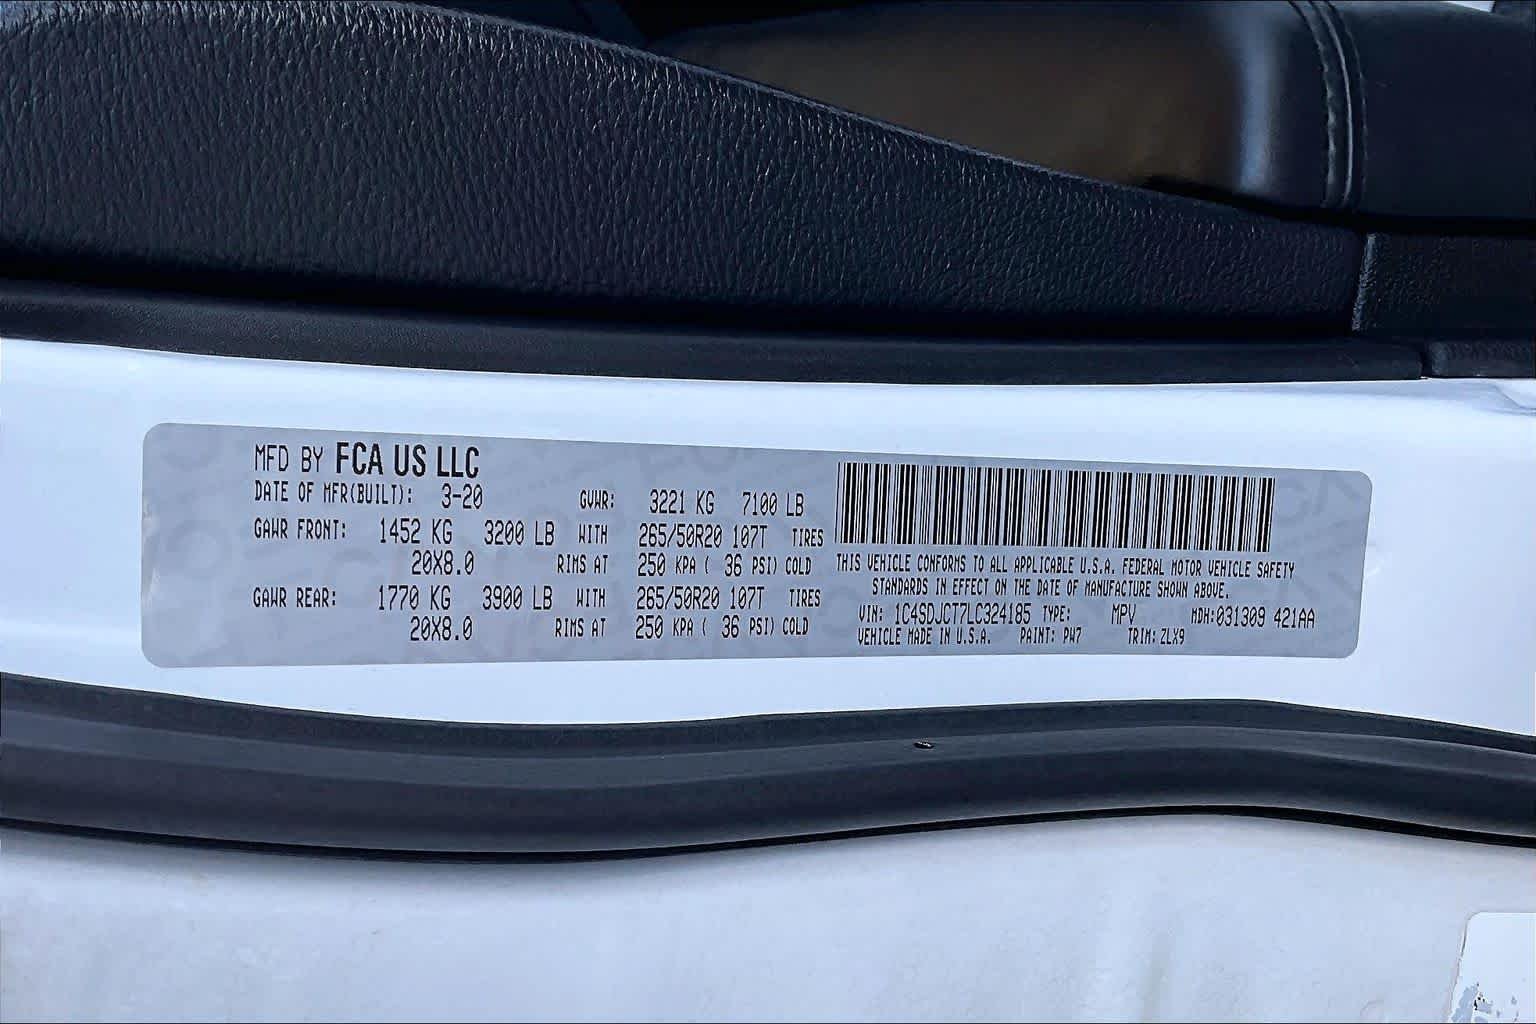 MFD BY FCA US LLC
DATE OF MFR(BUILT): 3-20 GVWR: 3221 KG 7100 LB
GAWR FRONT: 1452 KG 3200 LB WITH 265/50R20 107T TIRES
20X8.0 RIMS AT 250 KPA ( 36 PSI) COLD
GAWR REAR: 1770 KG 3900 LB WITH 265/50R20 107T TIRES
20X8.0 RIMS AT 250 KPA ( 36 PSI) COLD
THIS VEHICLE CONFORMS TO ALL APPLICABLE U.S.A. FEDERAL MOTOR VEHICLE SAFETY
STANDARDS IN EFFECT ON THE DATE OF MANUFACTURE SHOWN ABOVE.
VIN: 1C4SDJCT7LC324185 TYPE: MPV MDH:031309 421AA
VEHICLE MADE IN U.S.A. PAINT: PW7 TRIM: ZLX9